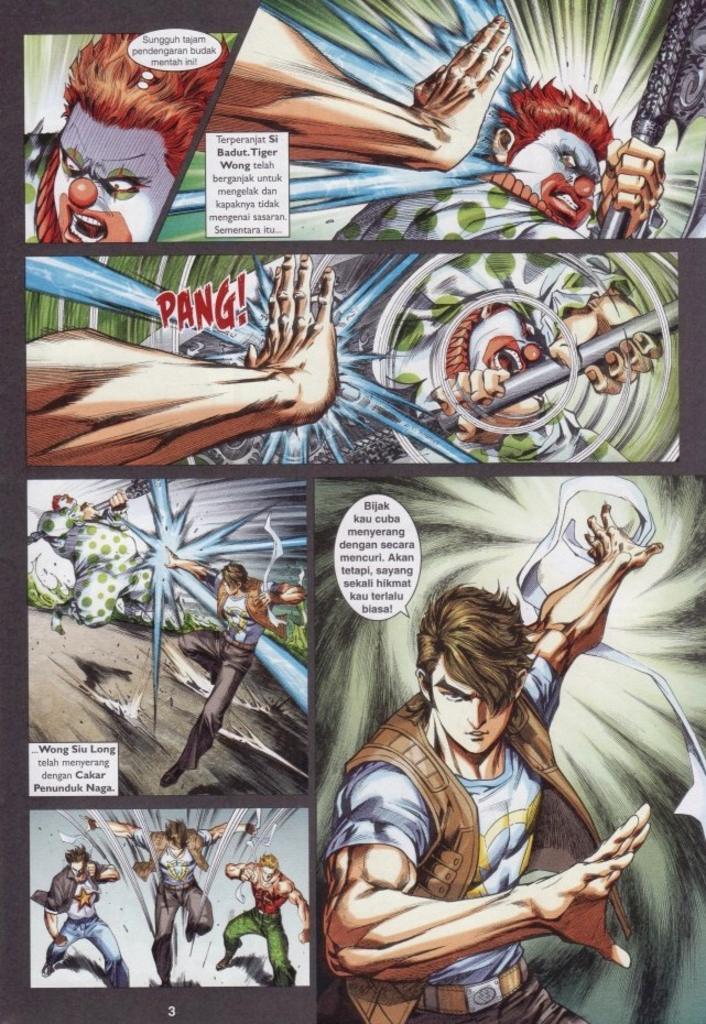 Sungguh tajam
pendengaran budak
mentah ini!
Terperanjat Si
Badut.Tiger
Wong telah
berganjak untuk
mengelak dan
kapaknya tidak
mengenai sasaran.
Sementara itu...
PANG!
...Wong Siu Long
telah menyerang
dengan Cakar
Penunduk Naga.
Bijak
kau cuba
menyerang
dengan secara
mencuri. Akan
tetapi, sayang
sekali hikmat
kau terlalu
biasa!
3